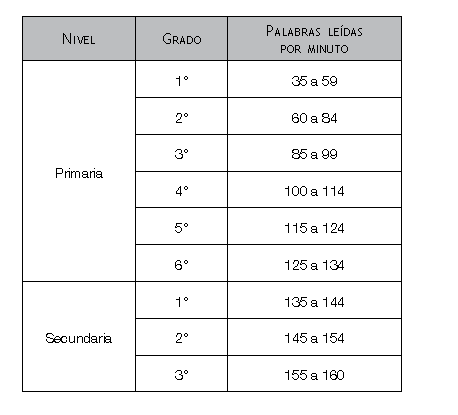 NIVEL GRADO PALABRAS LEÍDAS
POR MINUTO
Primaria
1° 35 a 59
2° 60 a 84
3° 85 a 99
4° 100 a 114
5° 115 a 124
6° 125 a 134
Secundaria
1° 135 a 144
2° 145 a 154
3° 155 a 160